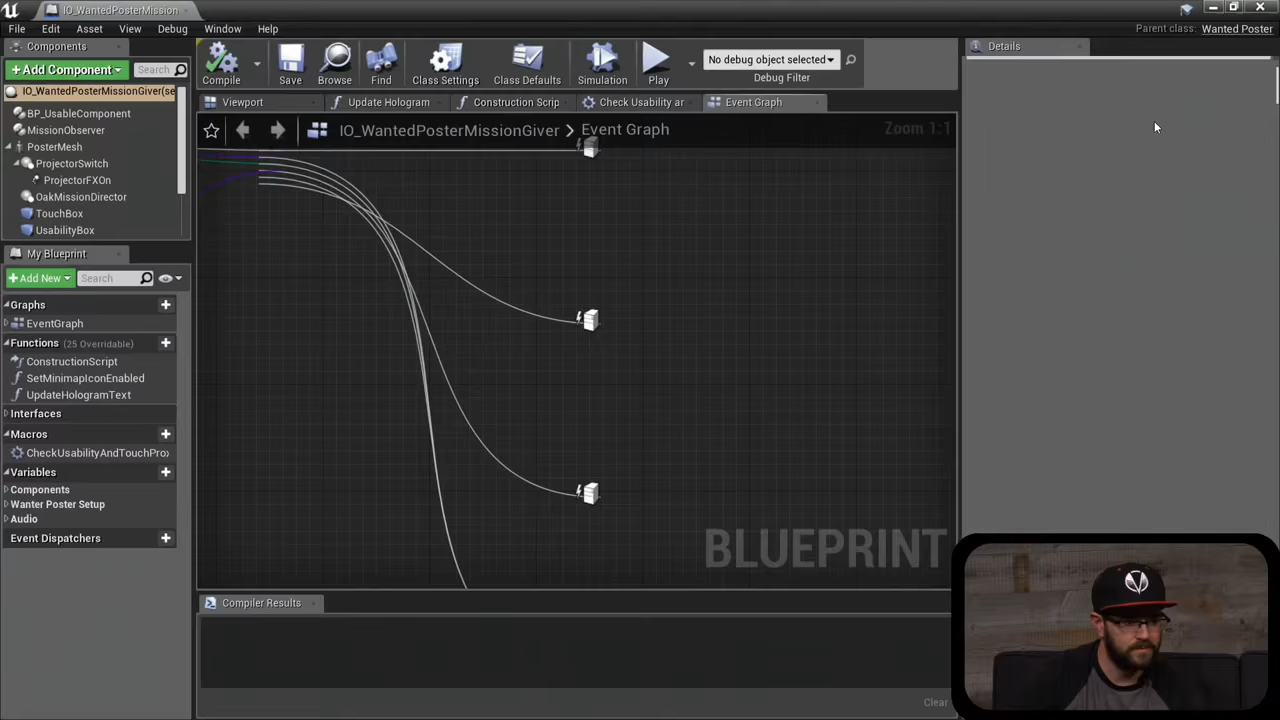 IO_WantedPosterMission
File Edit Asset View Debug Window Help
Parent class: Wanted Poster
Components
+ Add Component Search
IO_WantedPosterMissionGiver(se
BP_UsableComponent
MissionObserver
PosterMesh
ProjectorSwitch
ProjectorFXOn
OakMissionDirector
TouchBox
UsabilityBox
My Blueprint
+ Add New Search
Graphs
EventGraph
Functions (25 Overridable)
ConstructionScript
SetMinimapIconEnabled
UpdateHologramText
Interfaces
Macros
CheckUsabilityAndTouchPro
Variables
Components
Wanter Poster Setup
Audio
Event Dispatchers
Compile Save Browse Find Class Settings Class Defaults Simulation Play
No debug object selected
Debug Filter
Viewport Update Hologram Construction Scrip Check Usability ar Event Graph
IO_WantedPosterMissionGiver > Event Graph
Zoom 1:1
BLUEPRINT
Compiler Results
Clear
Details